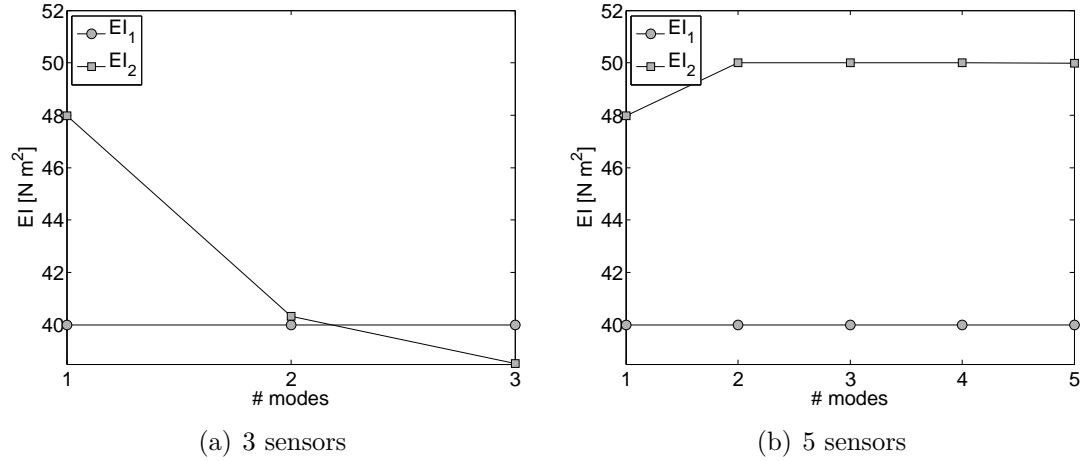 52
50
48
46
44
42
40
EI [N m²]
EI₁
EI₂
1
2
3
# modes
(a) 3 sensors
52
50
48
46
44
42
40
EI [N m²]
EI₁
EI₂
1
2
3
4
5
# modes
(b) 5 sensors